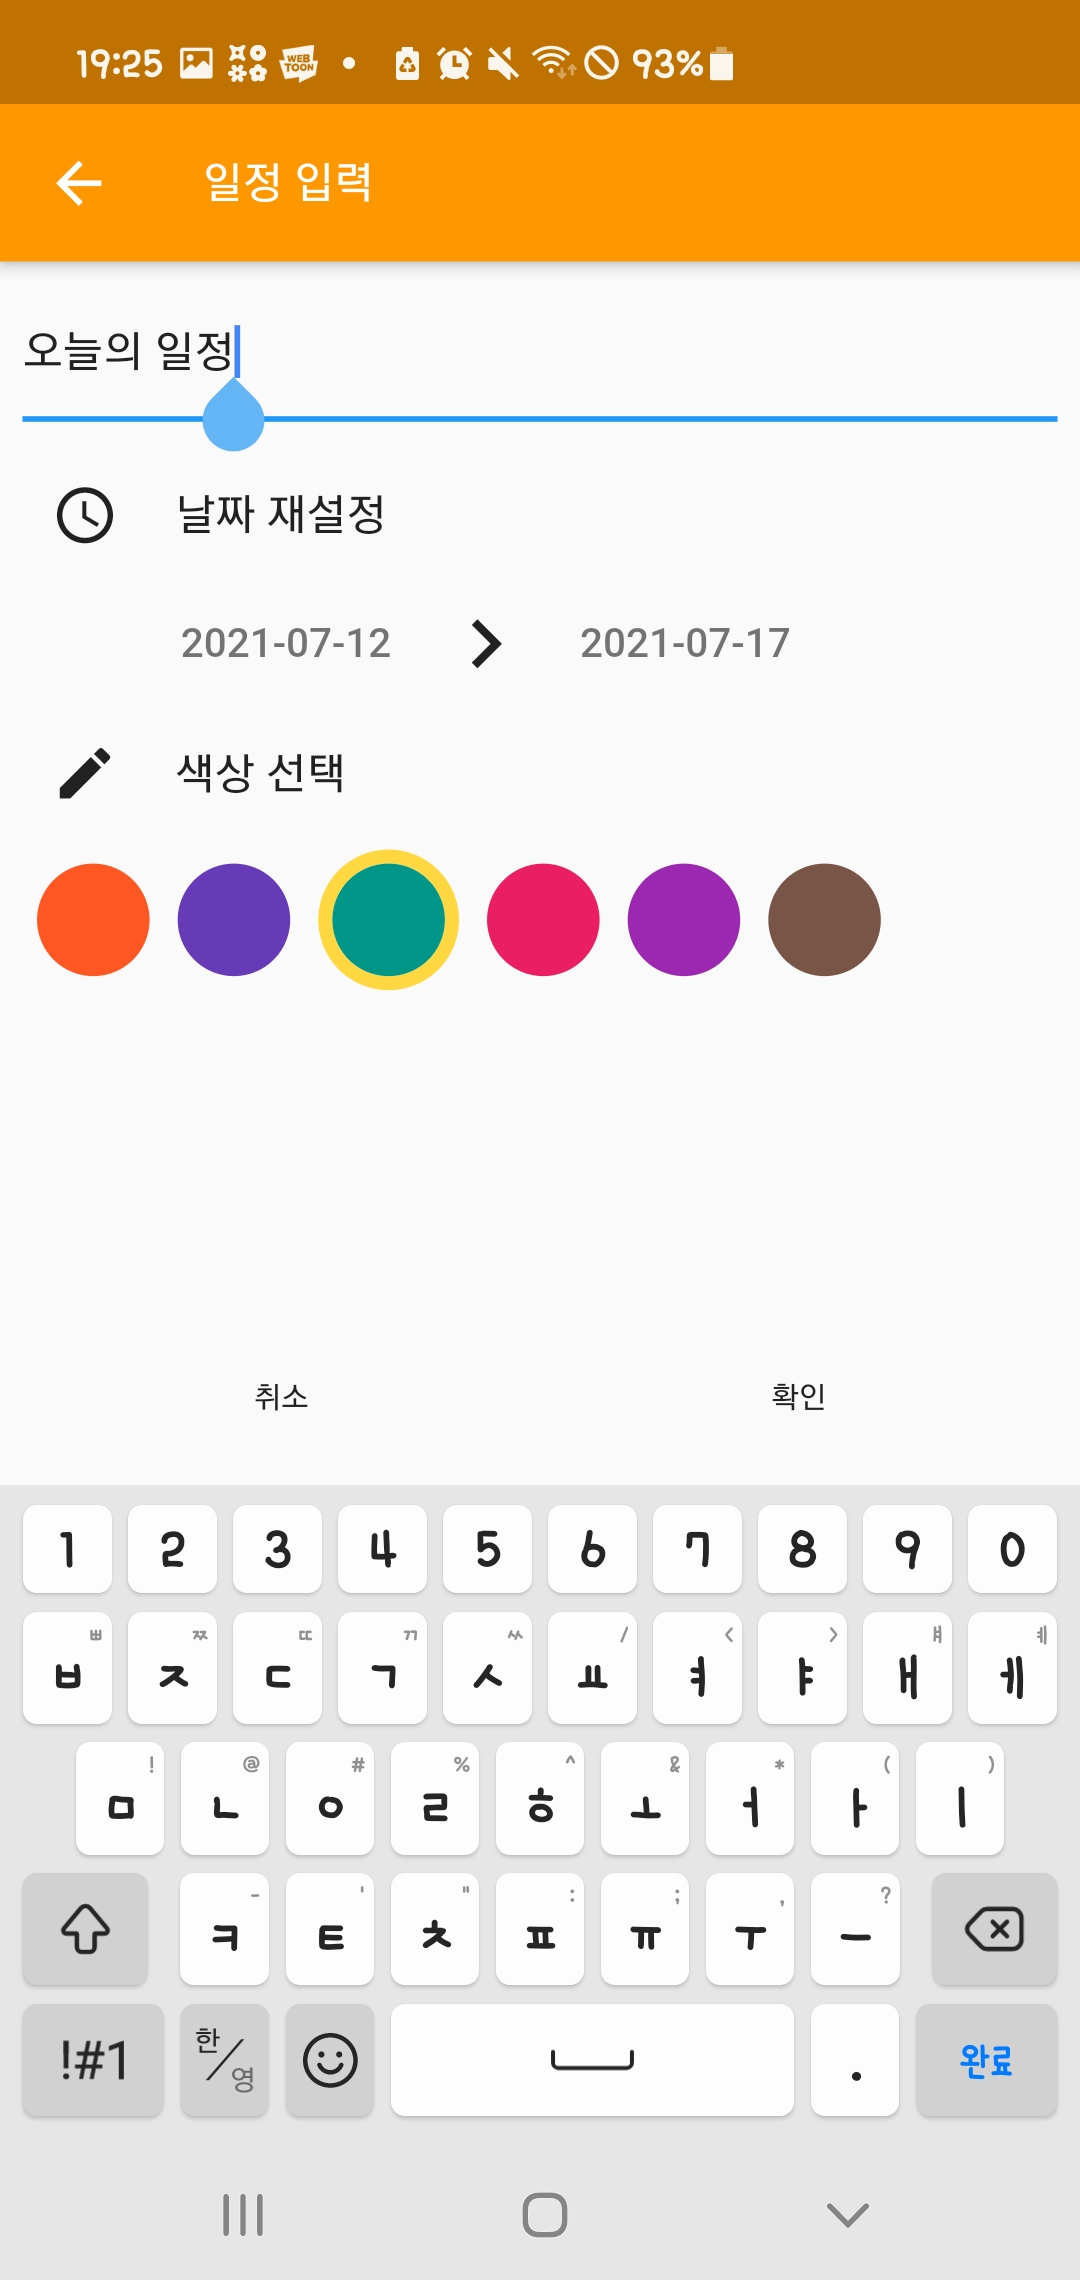 19:25 WEB TOON 93%
일정 입력
오늘의 일정
날짜 재설정
2021-07-12 2021-07-17
색상 선택
취소 확인
1 2 3 4 5 6 7 8 9 0
ㅃ ㅉ ㄸ ㄲ ㅆ / < > ㅒ ㅖ
ㅂ ㅈ ㄷ ㄱ ㅅ ㅛ ㅕ ㅑ ㅐ ㅔ
! @ # % ^ & * ( )
ㅁ ㄴ ㅇ ㄹ ㅎ ㅗ ㅓ ㅏ ㅣ
- ' " : ; , ?
ㅋ ㅌ ㅊ ㅍ ㅠ ㅜ ㅡ
!#1 한/영 . 완료